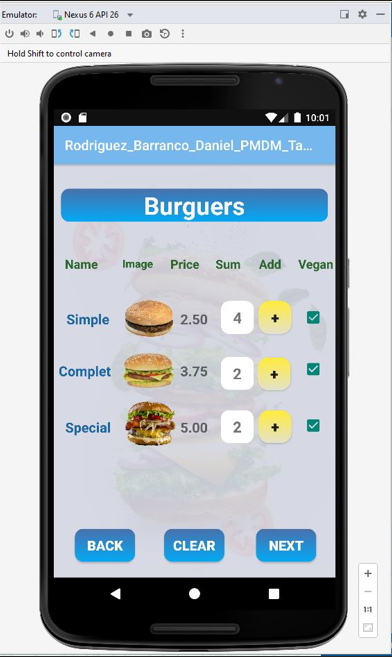 Emulator: Nexus 6 API 26
Hold Shift to control camera
10:01
Rodriguez_Barranco_Daniel_PMDM_Ta...
Burguers
Name Image Price Sum Add Vegan
Simple 2.50 4 +
Complet 3.75 2 +
Special 5.00 2 +
BACK CLEAR NEXT
1:1